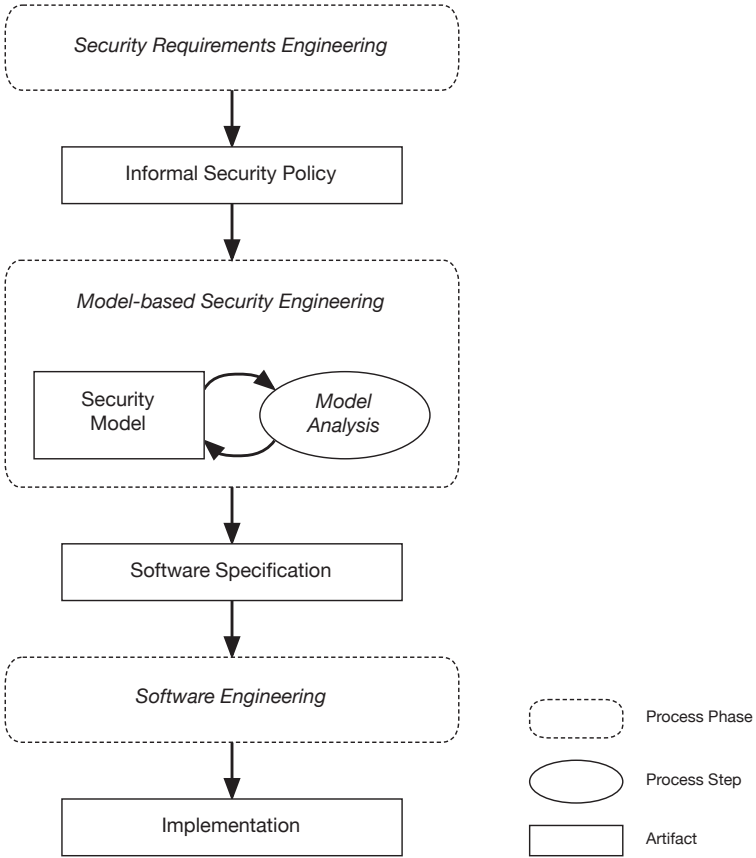 Security Requirements Engineering
Informal Security Policy
Model-based Security Engineering
Security
Model
Model
Analysis
Software Specification
Software Engineering
Implementation
Process Phase
Process Step
Artifact